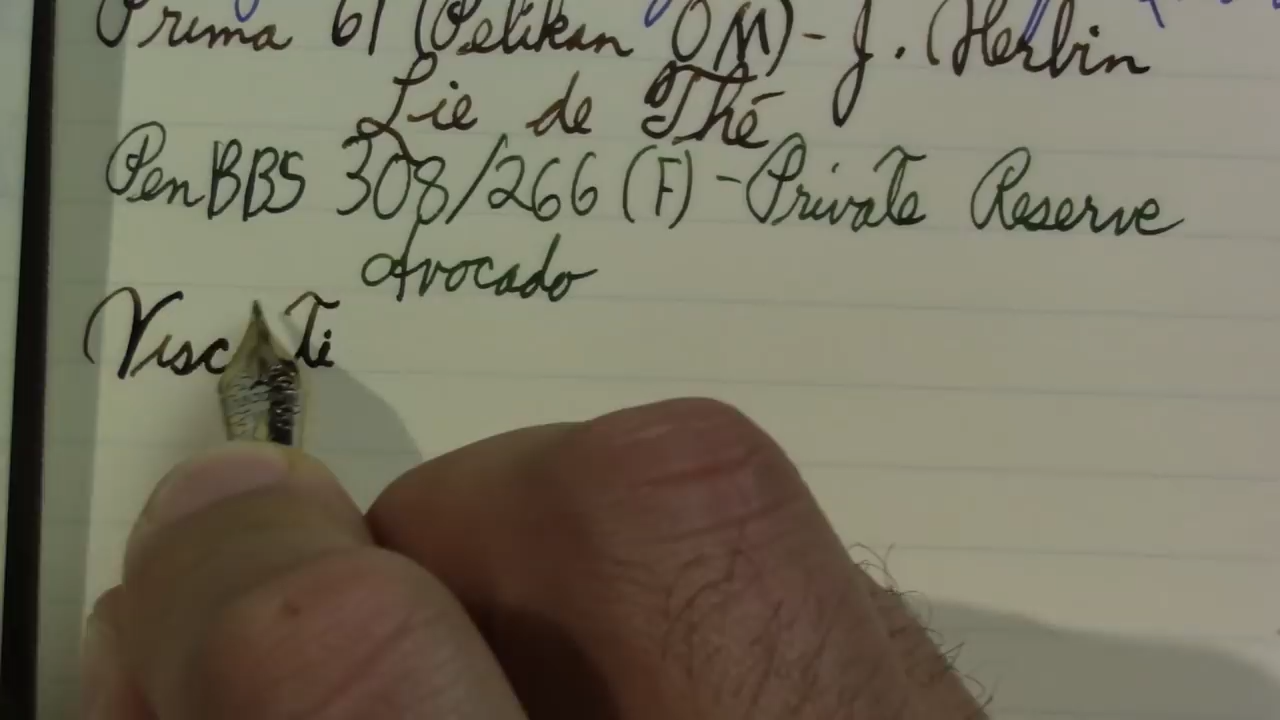 Prima 61 (Pelikan OM) - J. Herbin
Lie de Thé
PenBBS 308/266 (F) - Private Reserve
Avocado